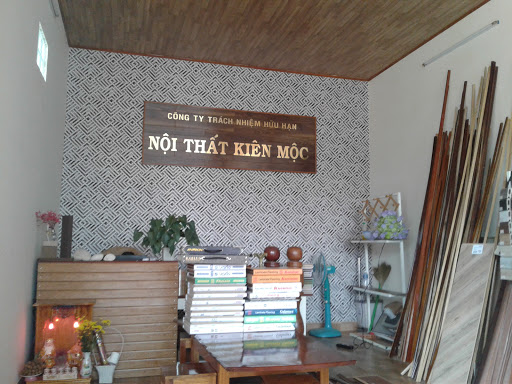 CÔNG TY TRÁCH NHIỆM HỮU HẠN
NỘI THẤT KIÊN MỘC